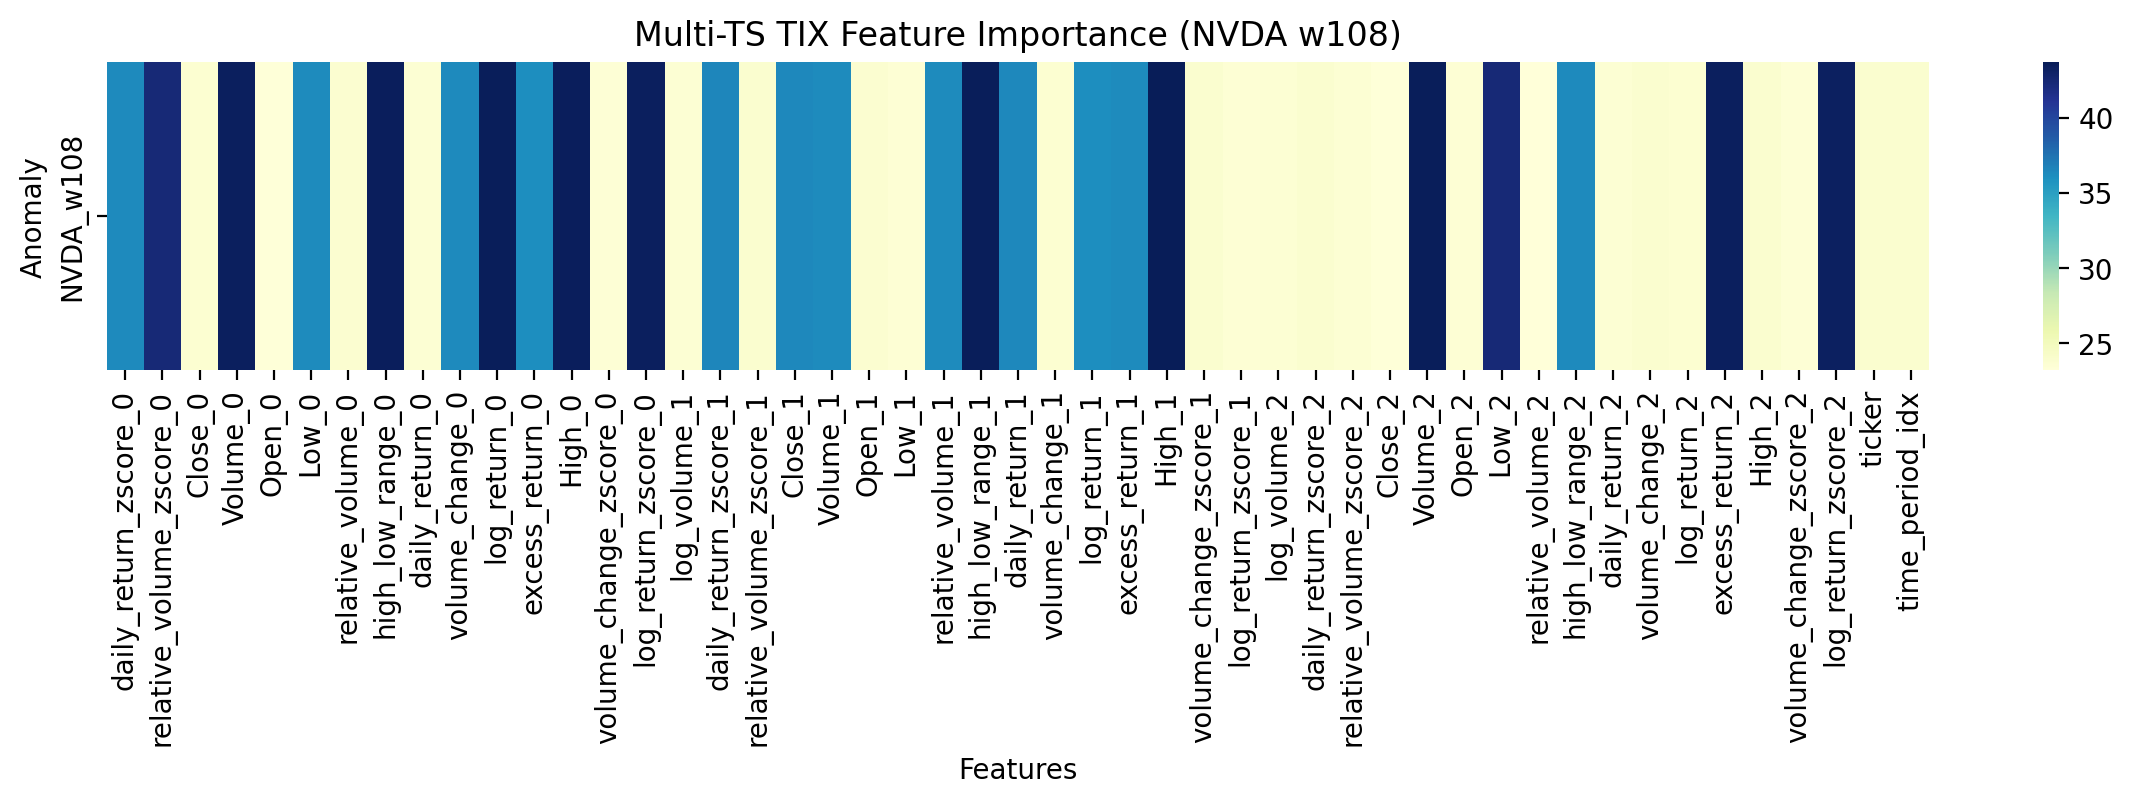 Multi-TS TIX Feature Importance (NVDA w108)
Anomaly
NVDA_w108
daily_return_zscore_0
relative_volume_zscore_0
Close_0
Volume_0
Open_0
Low_0
relative_volume_0
high_low_range_0
daily_return_0
volume_change_0
log_return_0
excess_return_0
High_0
volume_change_zscore_0
log_return_zscore_0
log_volume_1
daily_return_zscore_1
relative_volume_zscore_1
Close_1
Volume_1
Open_1
Low_1
relative_volume_1
high_low_range_1
daily_return_1
volume_change_1
log_return_1
excess_return_1
High_1
volume_change_zscore_1
log_return_zscore_1
log_volume_2
daily_return_zscore_2
relative_volume_zscore_2
Close_2
Volume_2
Open_2
Low_2
relative_volume_2
high_low_range_2
daily_return_2
volume_change_2
log_return_2
excess_return_2
High_2
volume_change_zscore_2
log_return_zscore_2
ticker
time_period_idx
Features
40
35
30
25